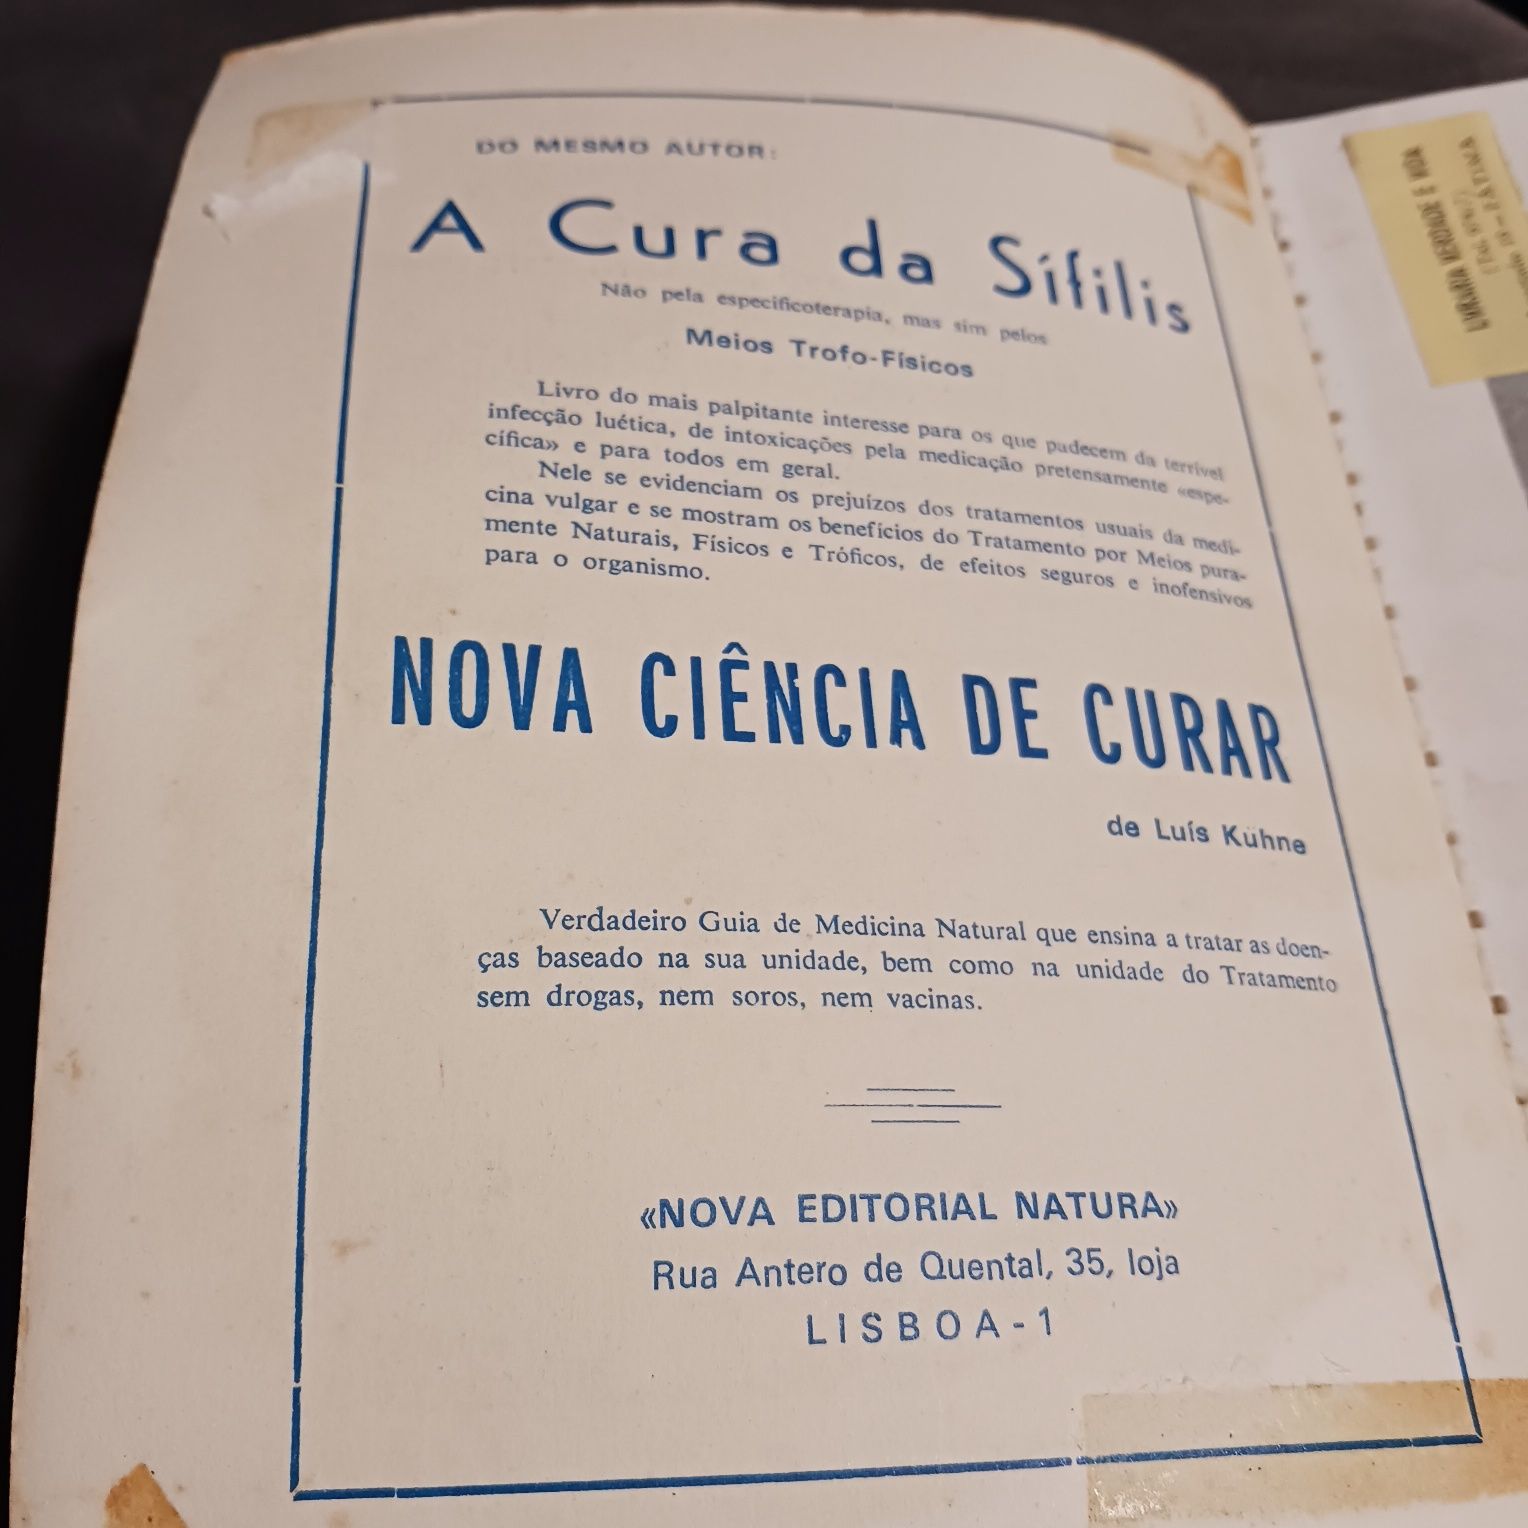 DO MESMO AUTOR:
A Cura da Sífilis
Não pela especificoterapia, mas sim pelos
Meios Trofo-Físicos
Livro do mais palpitante interesse para os que padecem da terrível
infecção luética, de intoxicações pela medicação pretensamente «espe-
cífica» e para todos em geral.
Nele se evidenciam os prejuízos dos tratamentos usuais da medi-
cina vulgar e se mostram os benefícios do Tratamento por Meios pura-
mente Naturais, Físicos e Tróficos, de efeitos seguros e inofensivos
para o organismo.
NOVA CIÊNCIA DE CURAR
de Luís Kühne
Verdadeiro Guia de Medicina Natural que ensina a tratar as doen-
ças baseado na sua unidade, bem como na unidade do Tratamento
sem drogas, nem soros, nem vacinas.
«NOVA EDITORIAL NATURA»
Rua Antero de Quental, 35, loja
LISBOA-1
LIVRARIA VERDADE E VIDA
FÁTIMA